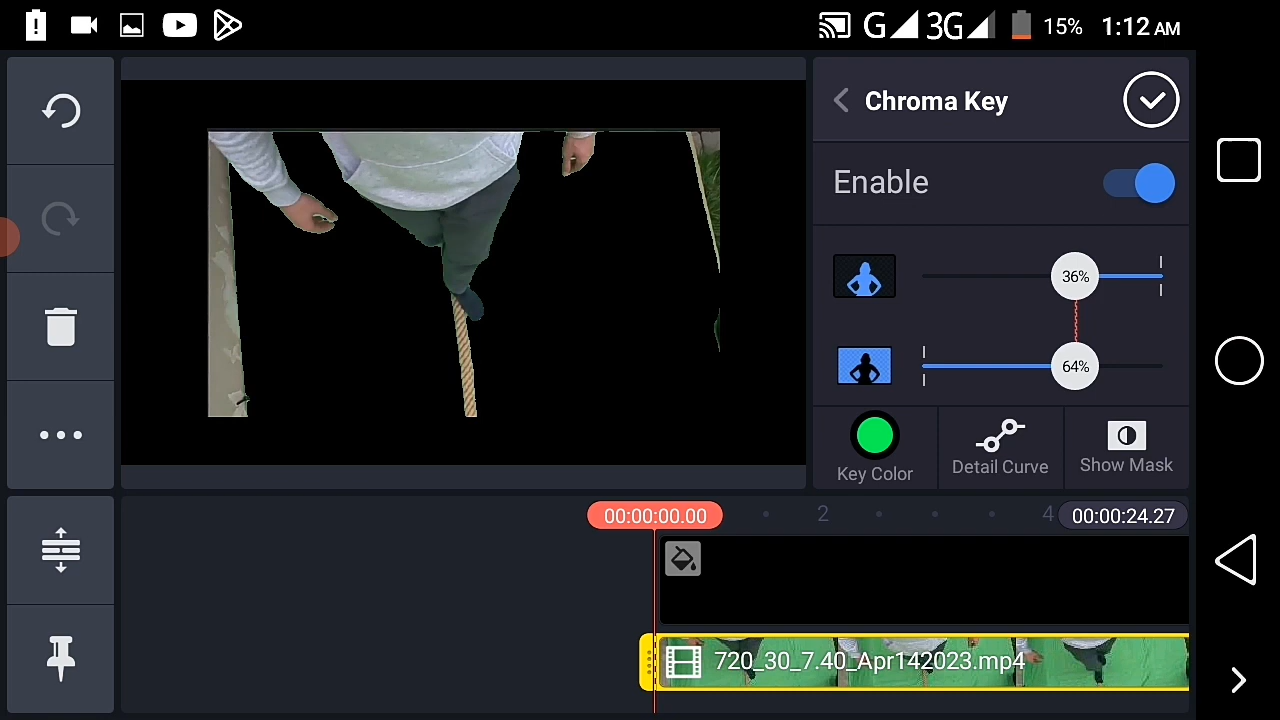 G 3G 15% 1:12 AM
Chroma Key
Enable
36%
64%
Key Color
Detail Curve
Show Mask
00:00:00.00
2
4
00:00:24.27
720_30_7.40_Apr142023.mp4